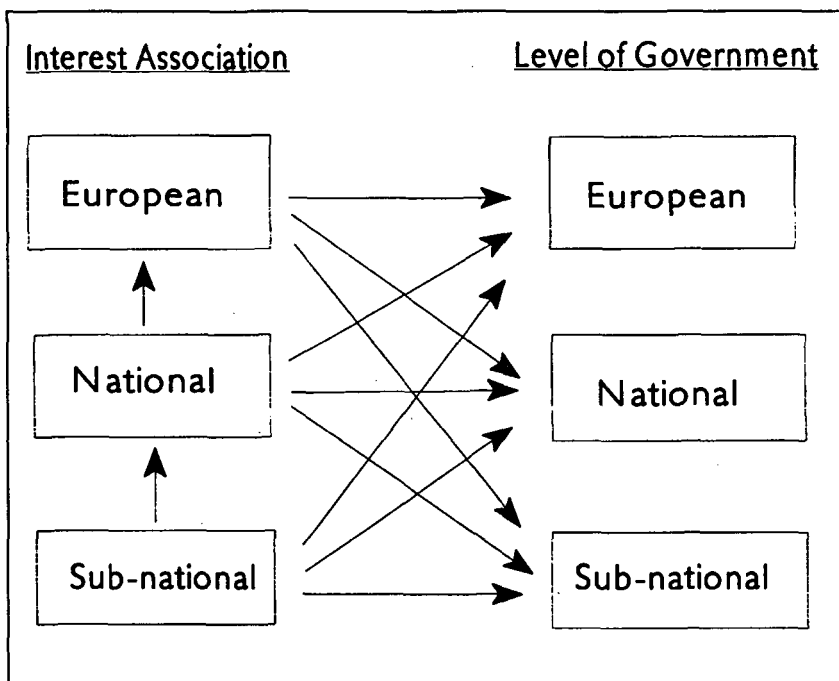 Interest Association
Level of Government
European
European
National
National
Sub-national
Sub-national